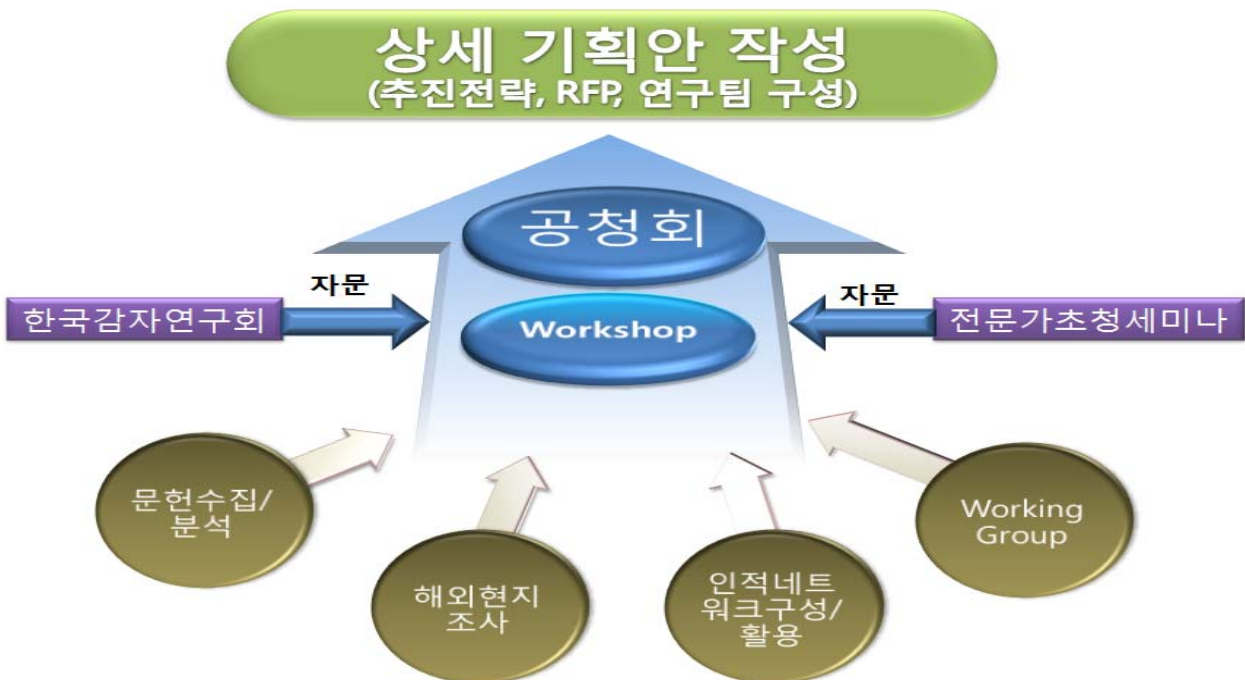 상세 기획안 작성
(추진전략, RFP, 연구팀 구성)
공청회
자문
자문
한국감자연구회
Workshop
전문가초청세미나
문헌수집/
분석
해외현지
조사
인적네트
워크구성/
활용
Working
Group